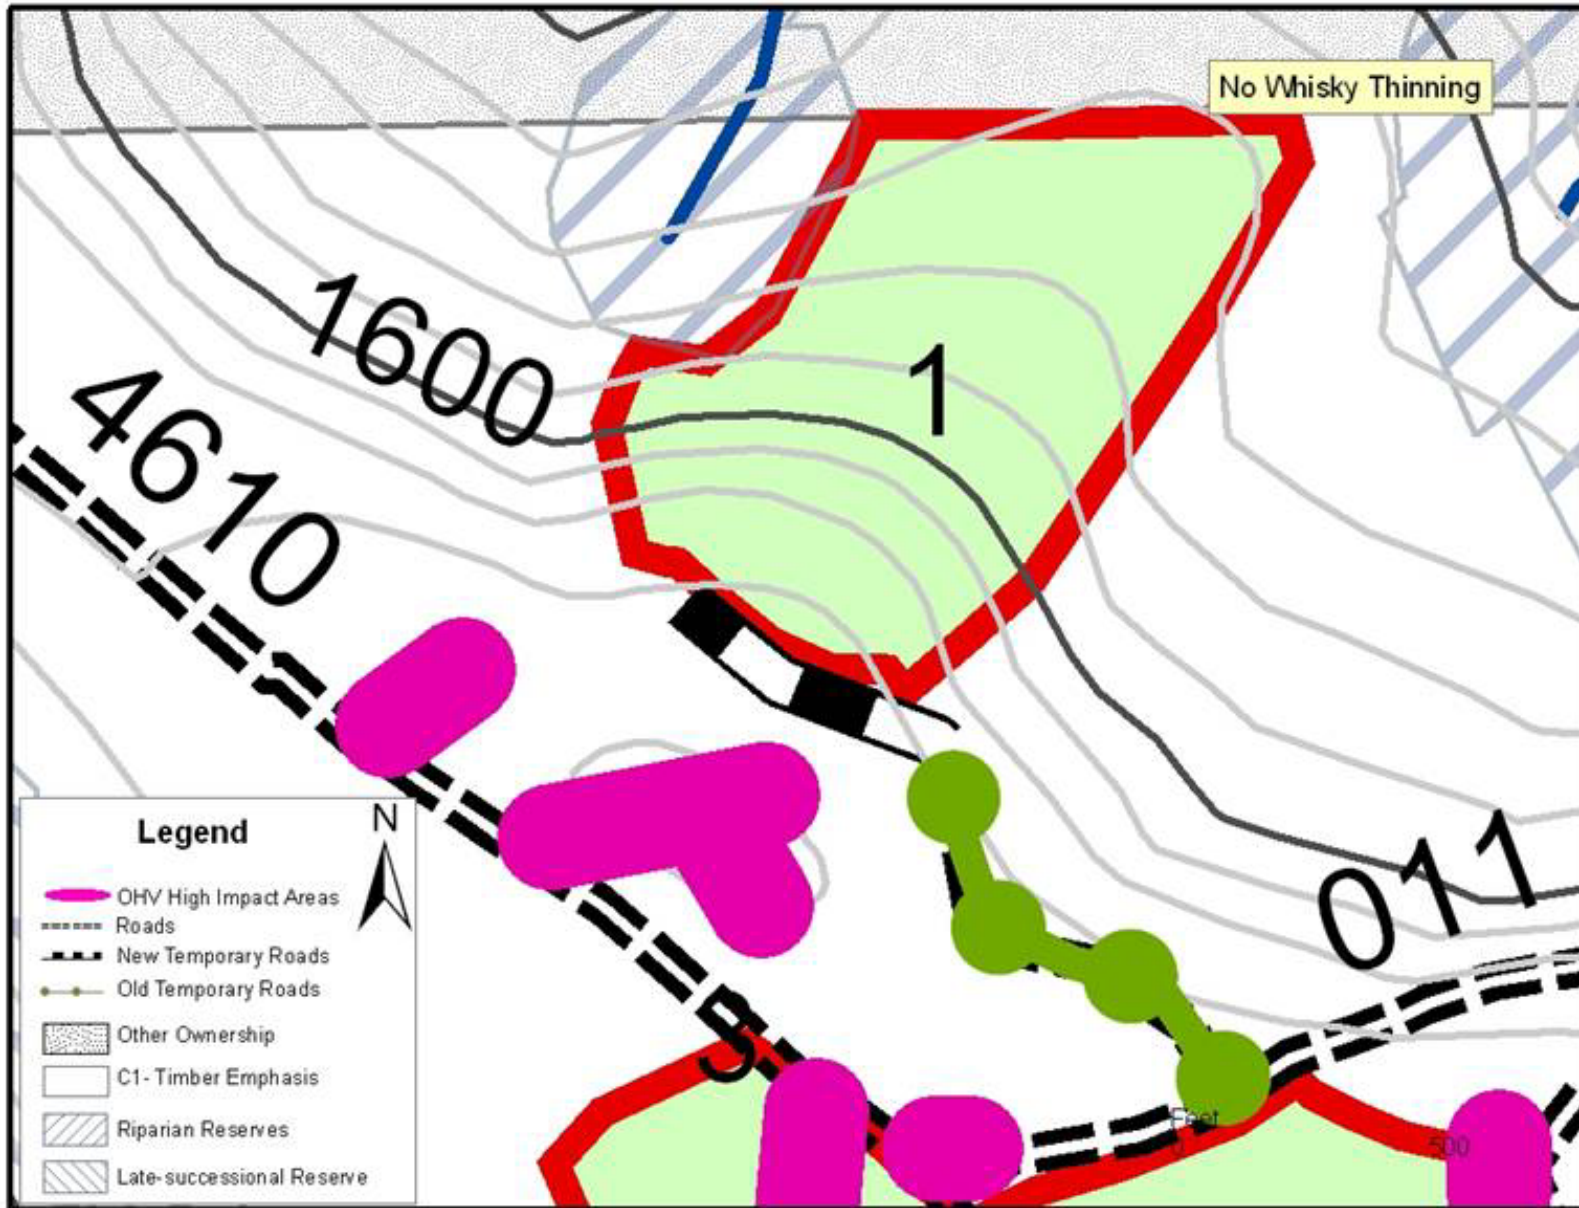 No Whisky Thinning
1600
1
4610
011
Legend
N
OHV High Impact Areas
Roads
New Temporary Roads
Old Temporary Roads
Other Ownership
C1- Timber Emphasis
Riparian Reserves
Late-successional Reserve
Feet
0
500